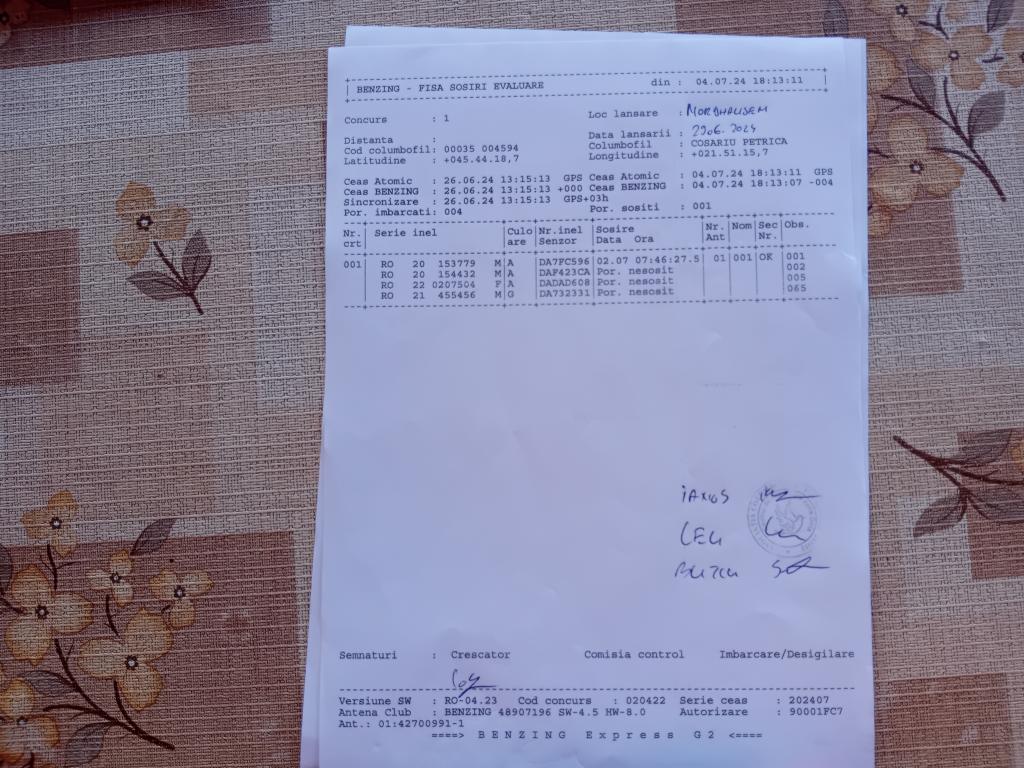 BENZING - FISA SOSIRI EVALUARE din : 04.07.24 18:13:11
Concurs : 1 Loc lansare : NORDHAUSEN
Distanta : Data lansarii : 29.06.2024
Cod columbofil: 00035 004594 Columbofil : COSARIU PETRICA
Latitudine : +045.44.18,7 Longitudine : +021.51.15,7
Ceas Atomic : 26.06.24 13:15:13 GPS Ceas Atomic : 04.07.24 18:13:11 GPS
Ceas BENZING : 26.06.24 13:15:13 +000 Ceas BENZING : 04.07.24 18:13:07 -004
Sincronizare : 26.06.24 13:15:13 GPS+03h
Por. imbarcati: 004 Por. sositi : 001
Nr. Serie inel Culo Nr.inel Sosire Nr. Nom Sec Obs.
crt are Senzor Data Ora Ant Nr.
001 RO 20 153779 M A DA7FC596 02.07 07:46:27.5 01 001 OK 001
RO 20 154432 M A DAF423CA Por. nesosit 002
RO 22 0207504 F A DADAD608 Por. nesosit 005
RO 21 455456 M G DA732331 Por. nesosit 065
Semnaturi : Crescator Comisia control Imbarcare/Desigilare
Versiune SW : RO-04.23 Cod concurs : 020422 Serie ceas : 202407
Antena Club : BENZING 48907196 SW-4.5 HW-8.0 Autorizare : 90001FC7
Ant.: 01:42700991-1
====> BENZING Express G2 <====